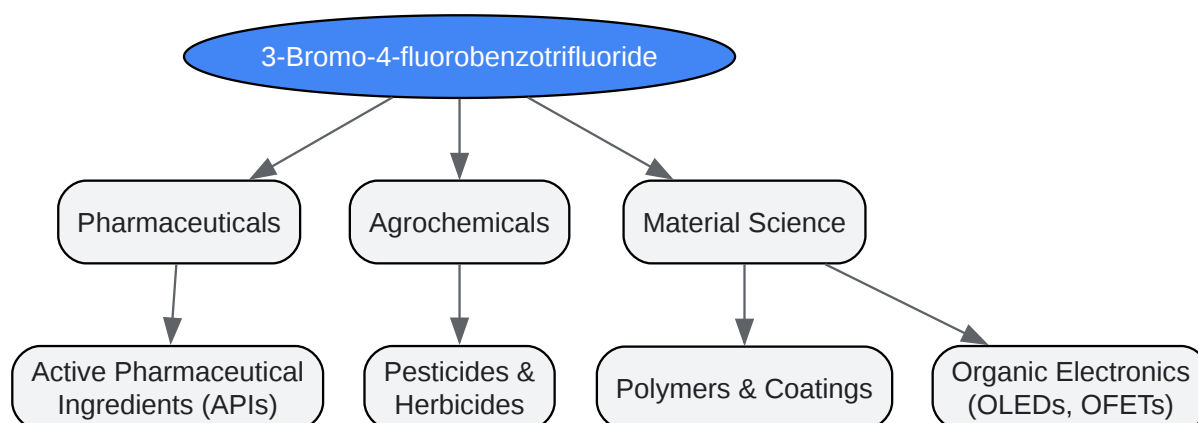 3-Bromo-4-fluorobenzotrifluoride
Pharmaceuticals
Agrochemicals
Material Science
Active Pharmaceutical
Ingredients (APIs)
Pesticides &
Herbicides
Polymers & Coatings
Organic Electronics
(OLEDs, OFETs)